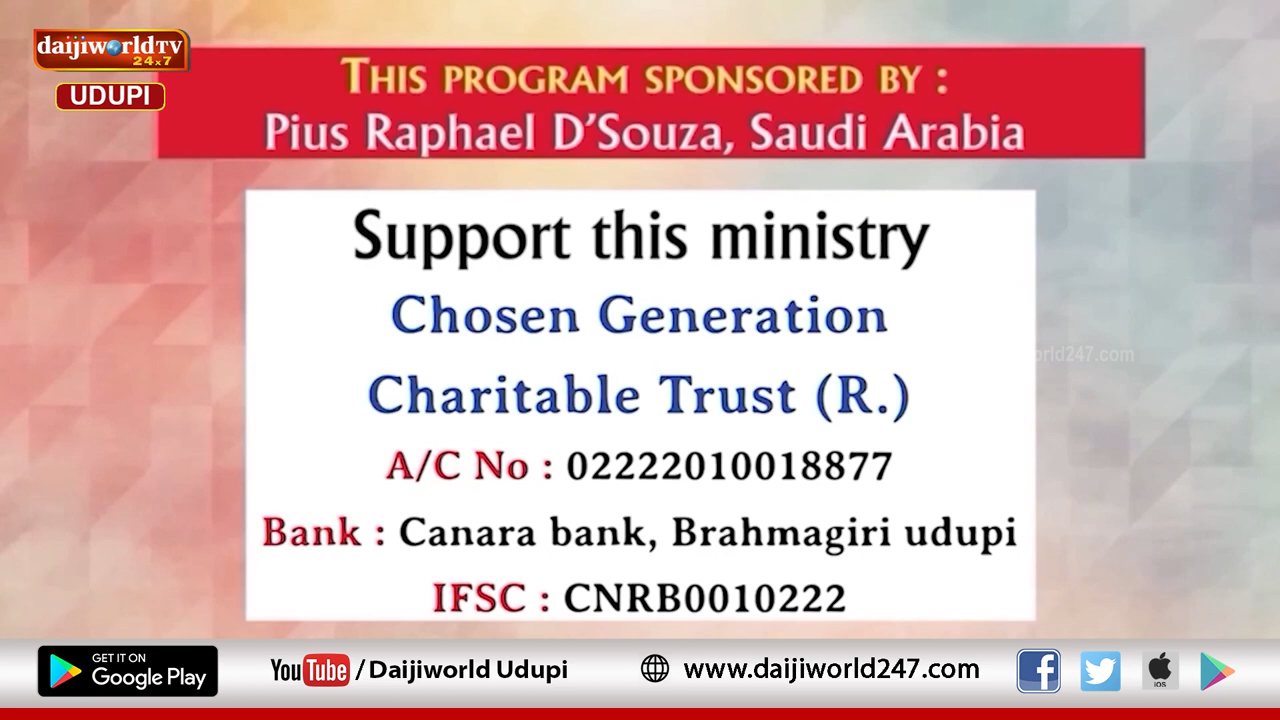 daijiworldTV
24x7
UDUPI
THIS PROGRAM SPONSORED BY :
Pius Raphael D'Souza, Saudi Arabia
Support this ministry
Chosen Generation
Charitable Trust (R.)
A/C No : 02222010018877
Bank : Canara bank, Brahmagiri udupi
IFSC : CNRB0010222
orld247.com
GET IT ON
Google Play
YouTube / Daijiworld Udupi
www.daijiworld247.com
iOS